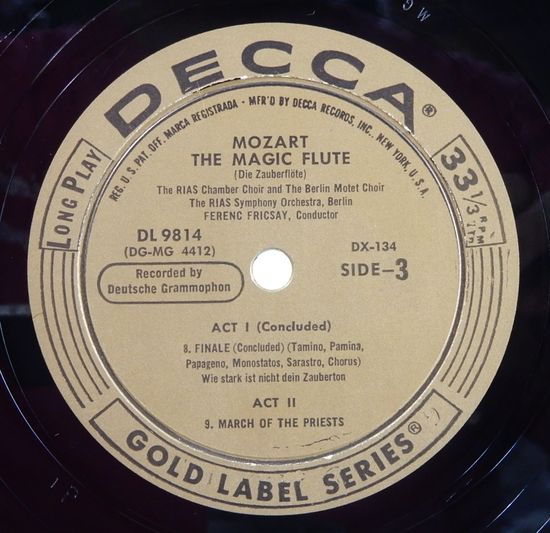 DECCA®
REG. U. S. PAT. OFF. MARCA REGISTRADA • MFR'D BY DECCA RECORDS, INC., NEW YORK, U.S.A.
MOZART
THE MAGIC FLUTE
(Die Zauberflöte)
The RIAS Chamber Choir and The Berlin Motet Choir
The RIAS Symphony Orchestra, Berlin
FERENC FRICSAY, Conductor
LONG PLAY
33 1/3 RPM
DL 9814
(DG-MG 4412)
DX-134
SIDE-3
Recorded by
Deutsche Grammophon
ACT I (Concluded)
8. FINALE (Concluded) (Tamino, Pamina,
Papageno, Monostatos, Sarastro, Chorus)
Wie stark ist nicht dein Zauberton
ACT II
9. MARCH OF THE PRIESTS
GOLD LABEL SERIES®